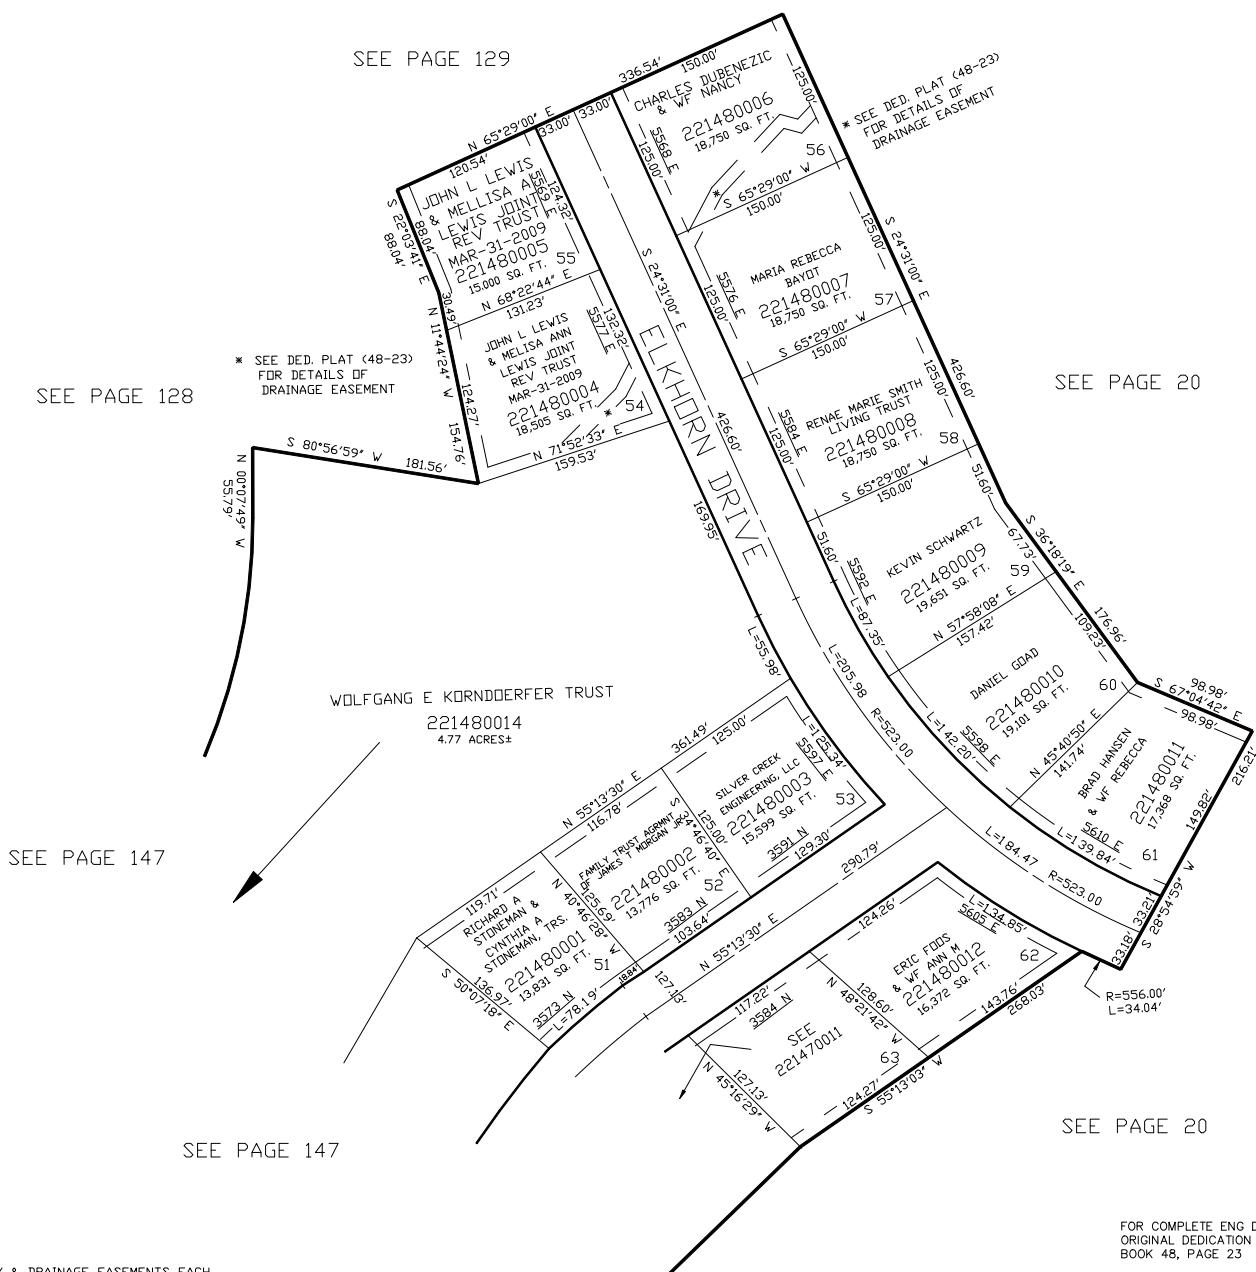 SEE PAGE 129
336.54'
150.00'
N 65°29'00" E
33.00'
33.00'
120.54'
CHARLES DUBENEZIC
& WF NANCY
221480006
18,750 SQ. FT.
5568 E
125.00'
125.00'
56
S 65°29'00" W
150.00'
*
* SEE DED. PLAT (48-23)
FOR DETAILS OF
DRAINAGE EASEMENT
JOHN L LEWIS
& MELLISA A
LEWIS JOINT
REV TRUST
MAR-31-2009
221480005
15.000 SQ. FT.
5569 E
124.32'
55
S 22°03'41" E
88.04'
88.04'
30.49'
N 68°22'44" E
131.23'
N 11°44'24" W
124.27'
154.76'
JOHN L LEWIS
& MELISA ANN
LEWIS JOINT
REV TRUST
MAR-31-2009
221480004
18,505 SQ. FT.
5577 E
132.32'
54
*
N 71°52'33" E
159.53'
* SEE DED. PLAT (48-23)
FOR DETAILS OF
DRAINAGE EASEMENT
SEE PAGE 128
S 80°56'59" W
181.56'
N 00°07'49" W
55.79'
S 24°31'00" E
426.60'
ELKHORN DRIVE
169.95'
MARIA REBECCA
BAYOT
221480007
18,750 SQ. FT.
5576 E
125.00'
125.00'
57
S 65°29'00" W
150.00'
S 24°31'00" E
426.60'
SEE PAGE 20
RENAE MARIE SMITH
LIVING TRUST
221480008
18,750 SQ. FT.
5584 E
125.00'
125.00'
58
S 65°29'00" W
150.00'
51.60'
51.60'
KEVIN SCHWARTZ
221480009
19,651 SQ. FT.
5592 E
L=87.35'
67.73'
59
S 36°18'19" E
176.96'
N 57°58'08" E
157.42'
DANIEL GOAD
221480010
19,101 SQ. FT.
5598 E
L=142.20'
109.23'
60
N 45°40'50" E
141.74'
98.98'
S 67°04'42" E
98.98'
BRAD HANSEN
& WF REBECCA
221480011
17,368 SQ. FT.
5610 E
L=139.84'
61
149.82'
216.21'
S 28°54'59" W
33.21'
33.18'
L=55.98'
L=205.98
R=523.00
L=184.47
R=523.00
WOLFGANG E KORNDOERFER TRUST
221480014
4.77 ACRES±
361.49'
N 55°13'30" E
125.00'
116.78'
119.71'
SILVER CREEK
ENGINEERING, LLC
221480003
15,599 SQ. FT.
5597 E
L=125.34'
3591 N
129.30'
53
S 34°46'40" E
125.00'
FAMILY TRUST AGRMNT
OF JAMES T MORGAN JR
221480002
13,776 SQ. FT.
3583 N
103.64'
52
N 40°46'28" W
125.69'
RICHARD A
STONEMAN &
CYNTHIA A
STONEMAN, TRS.
221480001
13,831 SQ. FT.
3573 N
L=78.19'
18.84'
51
S 50°07'18" E
136.97'
127.13'
N 55°13'30" E
290.79'
SEE PAGE 147
SEE PAGE 147
124.26'
L=134.85'
5605 E
ERIC FOOS
& WF ANN M
221480012
16,372 SQ. FT.
62
143.76'
268.03'
117.22'
3584 N
N 48°21'42" W
128.60'
SEE
221470011
63
124.27'
S 55°13'03" W
127.13'
N 45°16'29" W
R=556.00'
L=34.04'
SEE PAGE 20
FOR COMPLETE ENG D
ORIGINAL DEDICATION
BOOK 48, PAGE 23
& DRAINAGE EASEMENTS EACH